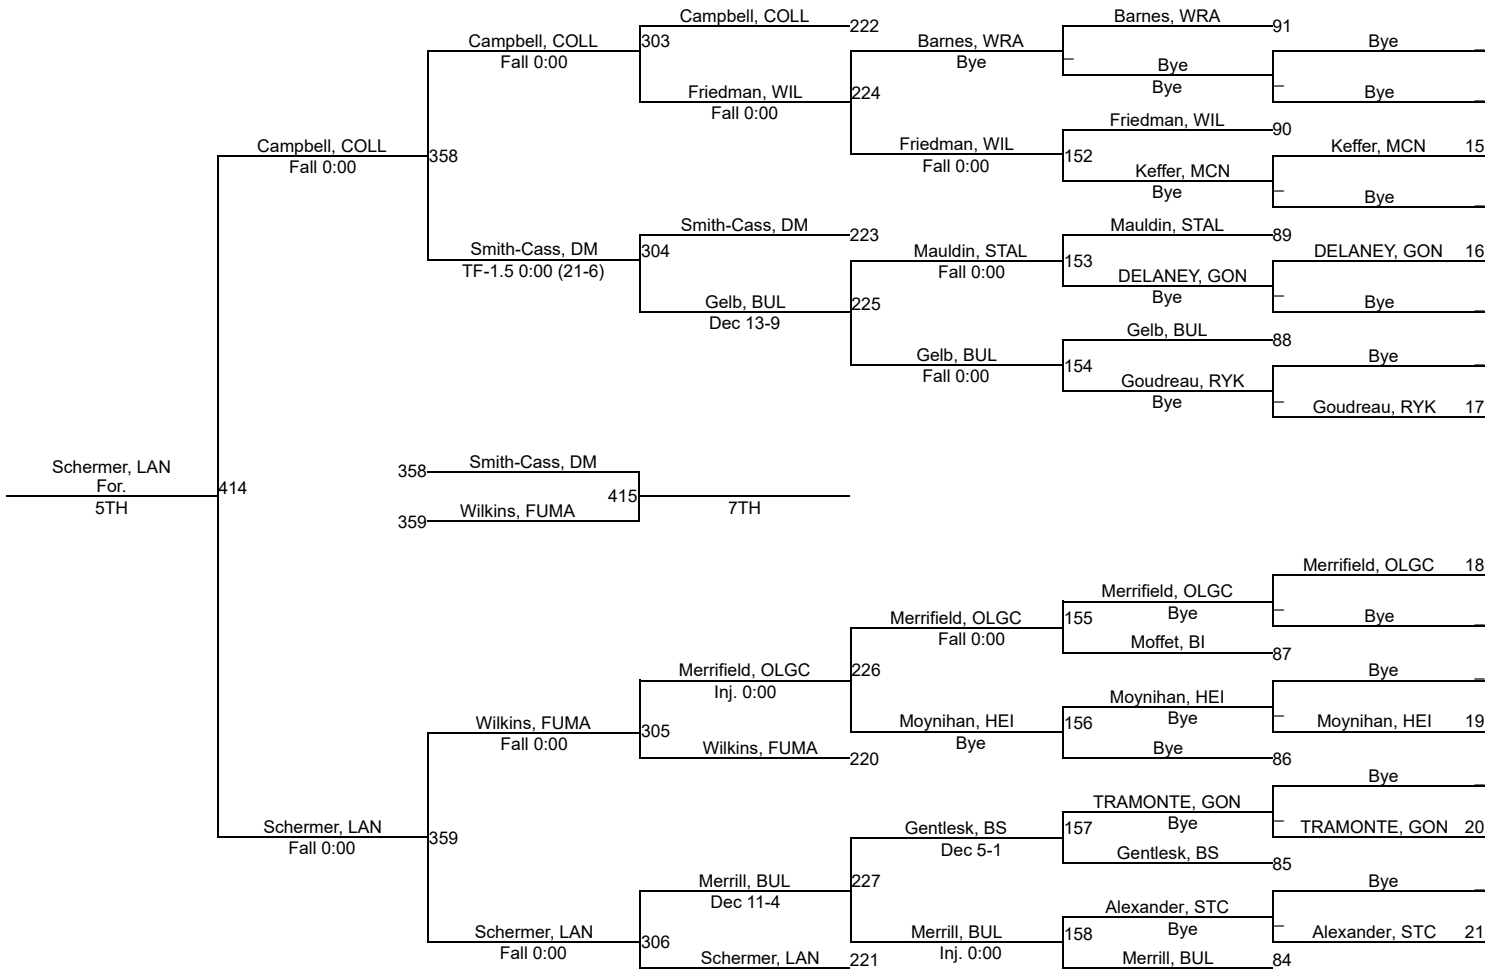 Campbell, COLL 222
Barnes, WRA 91
Campbell, COLL 303 Barnes, WRA Bye _
Fall 0:00 Bye _ Bye
Bye _ Bye _
Friedman, WIL 224
Fall 0:00
Friedman, WIL 90
Campbell, COLL 358 Friedman, WIL 152 Keffer, MCN 15
Fall 0:00 Fall 0:00 Keffer, MCN
Bye _ Bye _
Smith-Cass, DM 223 Mauldin, STAL 89
Smith-Cass, DM 304 Mauldin, STAL 153 DELANEY, GON 16
TF-1.5 0:00 (21-6) Fall 0:00 DELANEY, GON
Bye _ Bye _
Gelb, BUL 225
Dec 13-9
Gelb, BUL 88
Gelb, BUL 154 Bye _
Fall 0:00 Goudreau, RYK
Bye _ Goudreau, RYK 17
Schermer, LAN 358 Smith-Cass, DM
For. 414 415
5TH 359 Wilkins, FUMA 7TH
Merrifield, OLGC 18
Merrifield, OLGC
Merrifield, OLGC 155 Bye _ Bye _
Fall 0:00 Moffet, BI 87
Merrifield, OLGC 226 Bye _
Inj. 0:00
Moynihan, HEI
Wilkins, FUMA 305 Moynihan, HEI 156 Bye _ Moynihan, HEI 19
Fall 0:00 Wilkins, FUMA 220 Bye Bye 86
Bye _
TRAMONTE, GON
Schermer, LAN 359 Gentlesk, BS 157 Bye _ TRAMONTE, GON 20
Fall 0:00 Dec 5-1 Gentlesk, BS 85
Merrill, BUL 227 Bye _
Dec 11-4
Alexander, STC
Schermer, LAN 306 Merrill, BUL 158 Bye _ Alexander, STC 21
Fall 0:00 Schermer, LAN 221 Inj. 0:00 Merrill, BUL 84